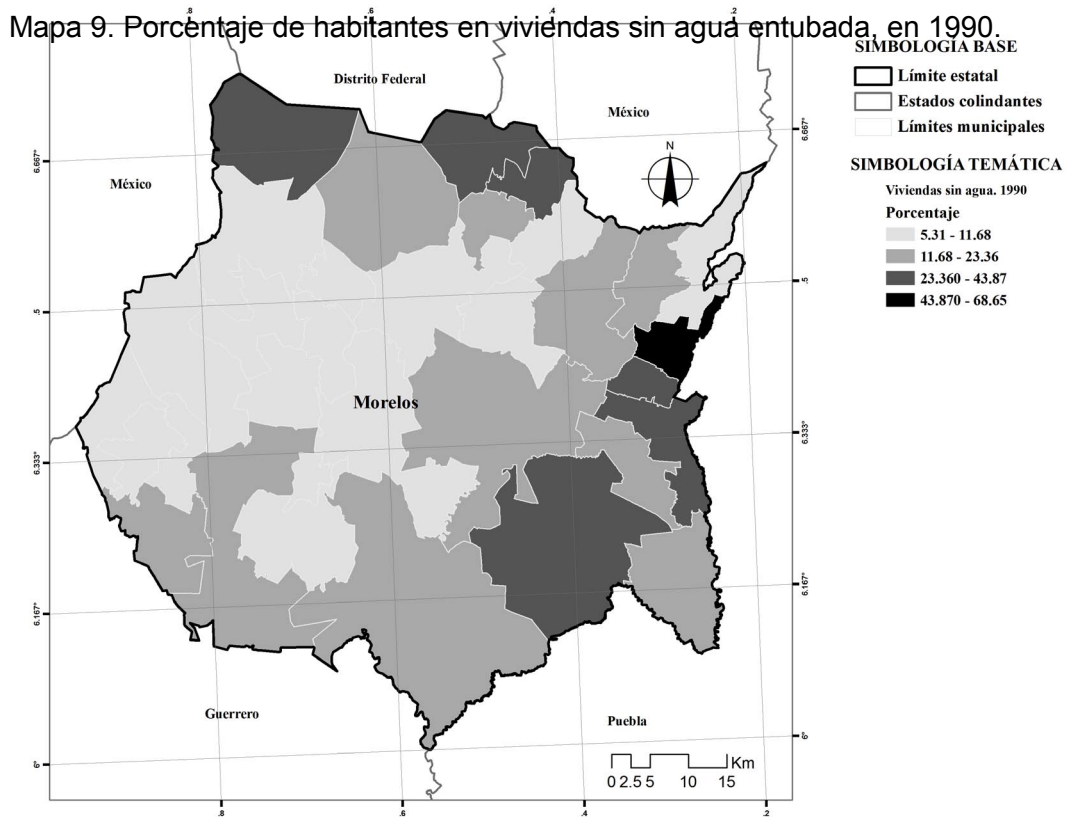 Mapa 9. Porcentaje de habitantes en viviendas sin agua entubada, en 1990.
.8
.6
.4
.2
SIMBOLOGÍA BASE
Límite estatal
Estados colindantes
Límites municipales
SIMBOLOGÍA TEMÁTICA
Viviendas sin agua. 1990
Porcentaje
5.31 - 11.68
11.68 - 23.36
23.360 - 43.87
43.870 - 68.65
Distrito Federal
México
México
N
Morelos
Guerrero
Puebla
6.667°
.5
6.333°
6.167°
6°
6.667°
.5
6.333°
6.167°
6°
Km
0 2.5 5 10 15
.8
.6
.4
.2